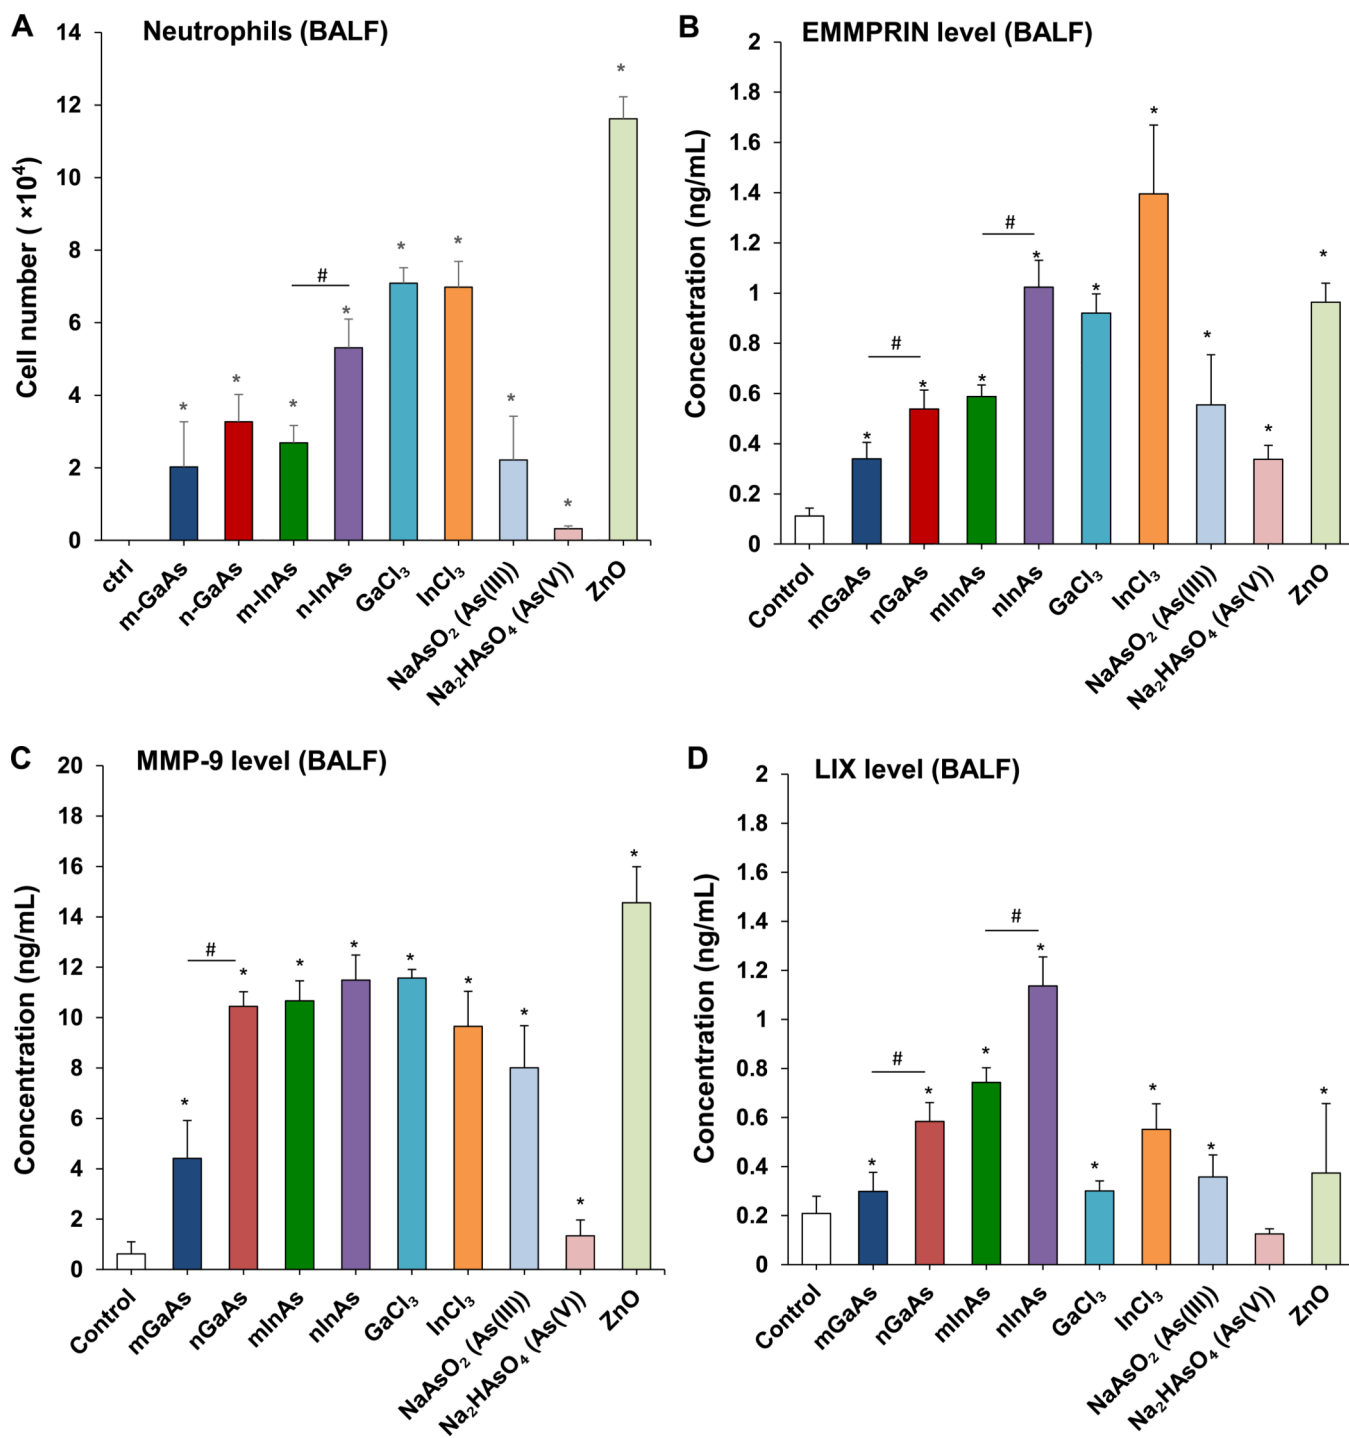 A
Neutrophils (BALF)
14
12
10
8
6
4
2
0
Cell number ( ×10⁴)
*
*
*
#
*
*
*
*
*
*
ctrl
m-GaAs
n-GaAs
m-InAs
n-InAs
GaCl₃
InCl₃
NaAsO₂ (As(III))
Na₂HAsO₄ (As(V))
ZnO
B
EMMPRIN level (BALF)
2
1.8
1.6
1.4
1.2
1
0.8
0.6
0.4
0.2
0
Concentration (ng/mL)
*
#
*
*
#
*
*
*
*
*
*
Control
mGaAs
nGaAs
mInAs
nInAs
GaCl₃
InCl₃
NaAsO₂ (As(III))
Na₂HAsO₄ (As(V))
ZnO
C
MMP-9 level (BALF)
20
18
16
14
12
10
8
6
4
2
0
Concentration (ng/mL)
*
#
*
*
*
*
*
*
*
*
Control
mGaAs
nGaAs
mInAs
nInAs
GaCl₃
InCl₃
NaAsO₂ (As(III))
Na₂HAsO₄ (As(V))
ZnO
D
LIX level (BALF)
2
1.8
1.6
1.4
1.2
1
0.8
0.6
0.4
0.2
0
Concentration (ng/mL)
*
#
*
*
#
*
*
*
*
*
Control
mGaAs
nGaAs
mInAs
nInAs
GaCl₃
InCl₃
NaAsO₂ (As(III))
Na₂HAsO₄ (As(V))
ZnO